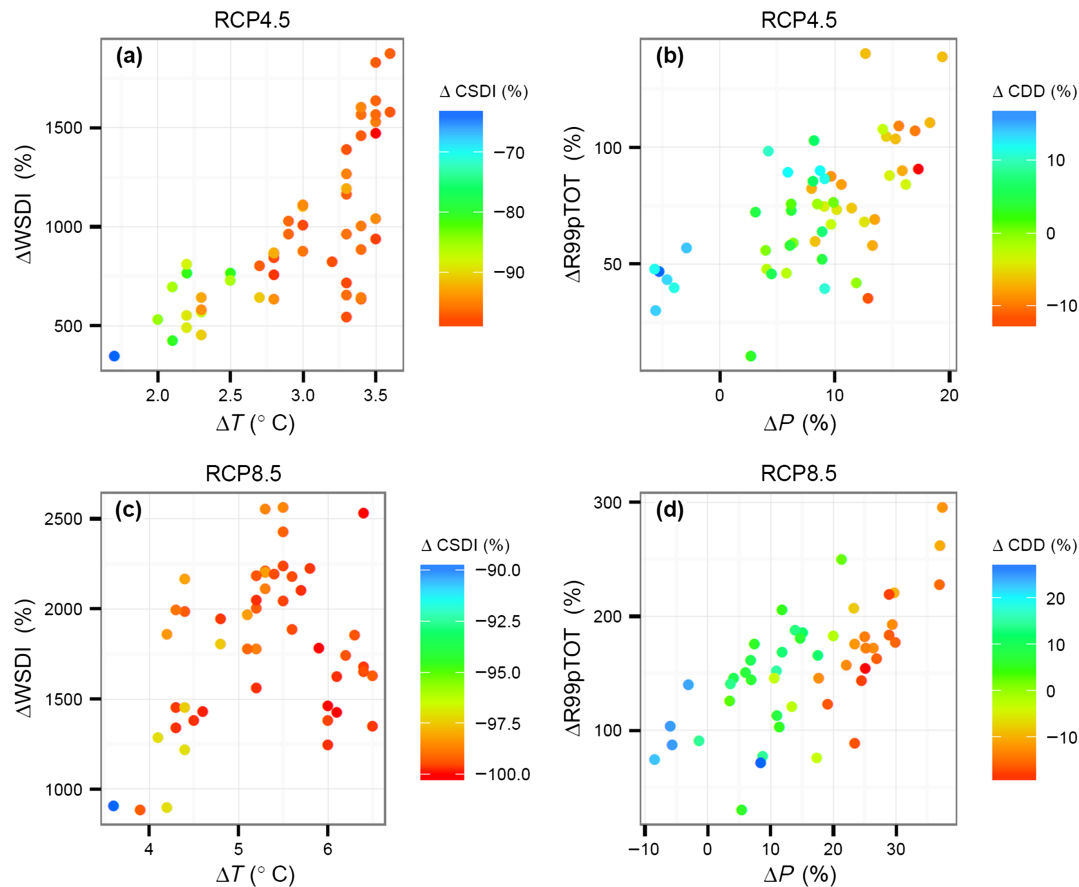 RCP4.5
(a)
ΔWSDI (%)
1500
1000
500
2.0 2.5 3.0 3.5
ΔT (° C)
Δ CSDI (%)
−70
−80
−90
RCP4.5
(b)
ΔR99pTOT (%)
100
50
0 10 20
ΔP (%)
Δ CDD (%)
10
0
−10
RCP8.5
(c)
ΔWSDI (%)
2500
2000
1500
1000
4 5 6
ΔT (° C)
Δ CSDI (%)
−90.0
−92.5
−95.0
−97.5
−100.0
RCP8.5
(d)
ΔR99pTOT (%)
300
200
100
−10 0 10 20 30
ΔP (%)
Δ CDD (%)
20
10
0
−10